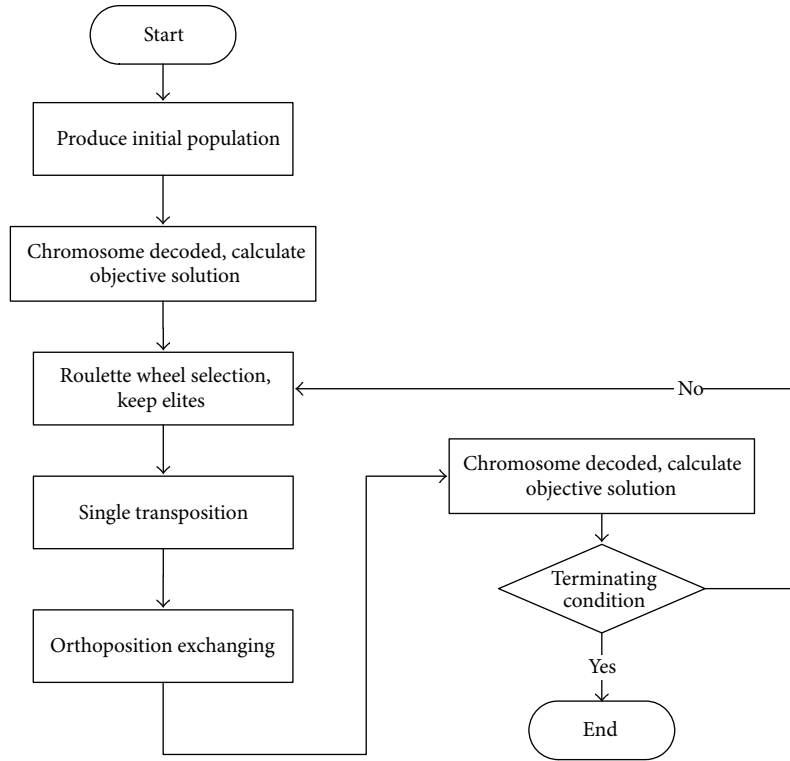 Start
Produce initial population
Chromosome decoded, calculate
objective solution
Roulette wheel selection,
keep elites
Single transposition
Orthoposition exchanging
Chromosome decoded, calculate
objective solution
Terminating
condition
No
Yes
End